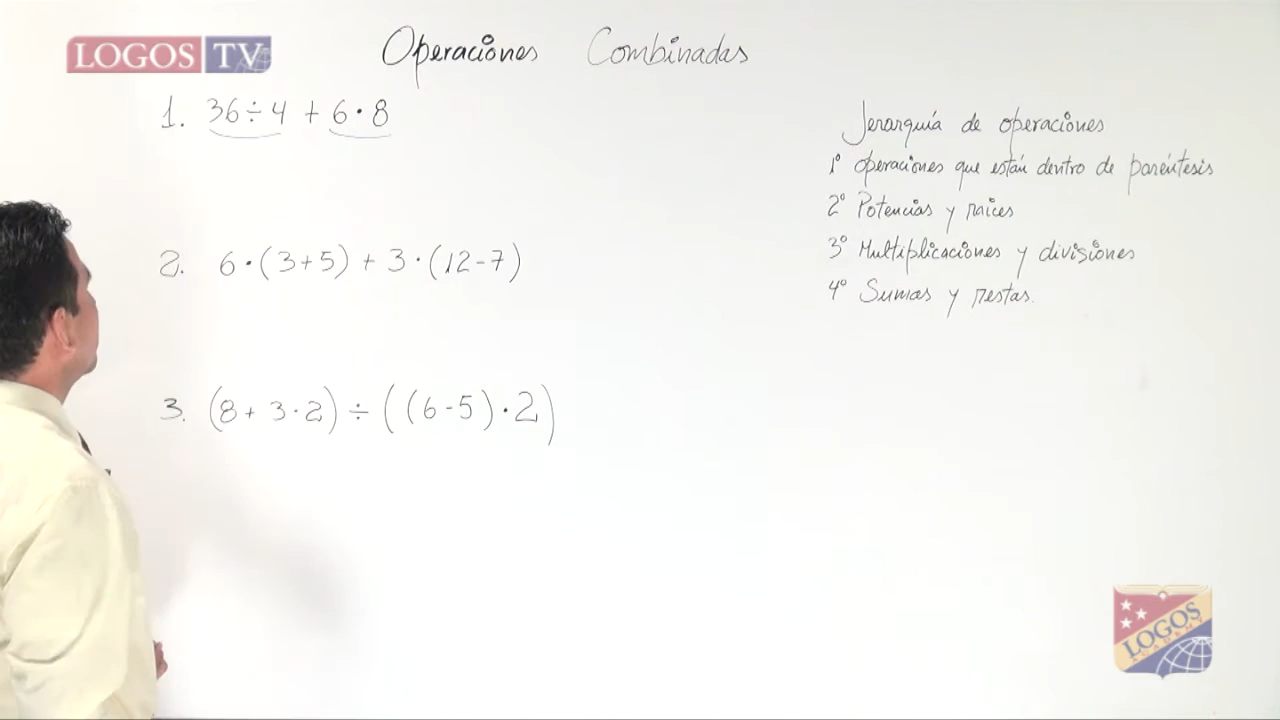 LOGOS TV
Operaciones Combinadas
1. 36 ÷ 4 + 6 · 8
2. 6 · (3+5) + 3 · (12-7)
3. (8 + 3 · 2) ÷ ((6 - 5) · 2)
Jerarquía de operaciones
1° operaciones que están dentro de paréntesis
2° Potencias y raíces
3° Multiplicaciones y divisiones
4° Sumas y restas.
LOGOS
ACADEMY